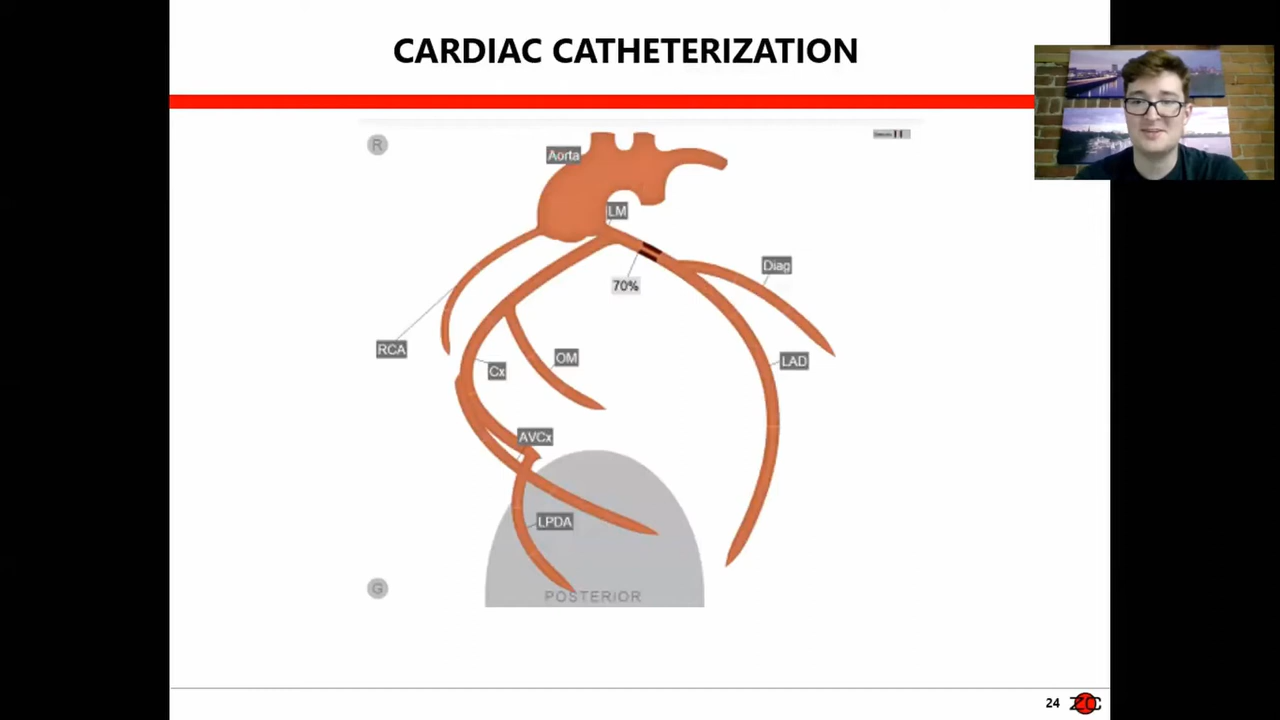 CARDIAC CATHETERIZATION
R
Aorta
LM
Diag
70%
RCA
OM
LAD
Cx
AVCx
LPDA
G
POSTERIOR
24